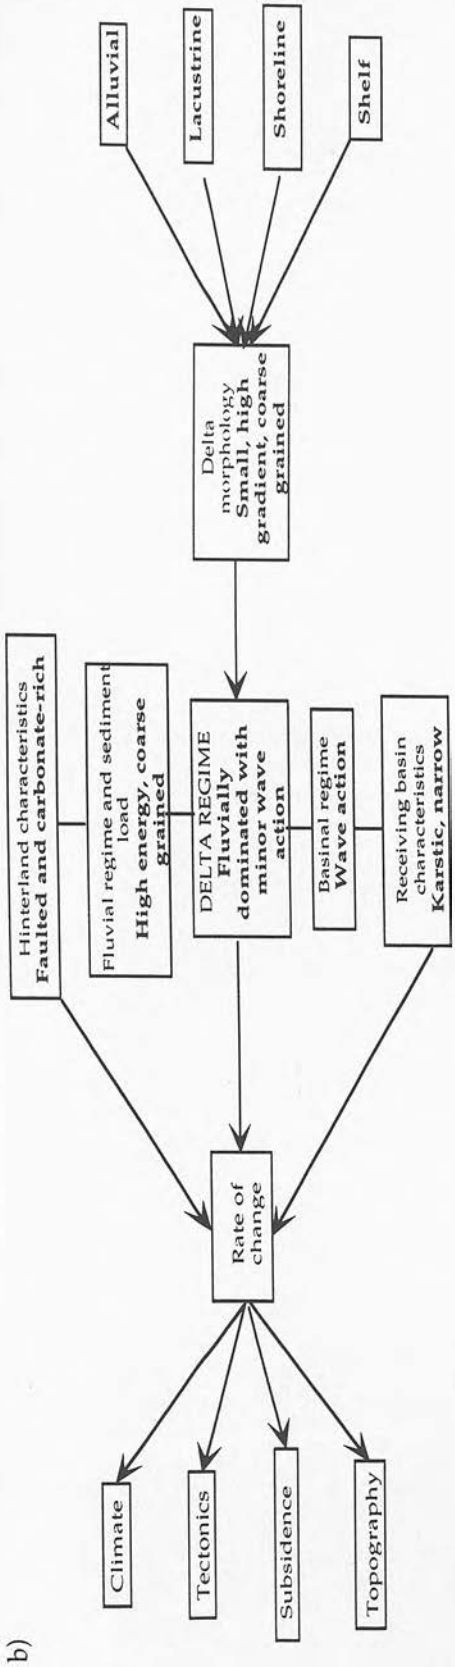 b)
Climate
Tectonics
Subsidence
Topography
Rate of
change
Hinterland characteristics
Faulted and carbonate-rich
Fluvial regime and sediment
load
High energy, coarse
grained
DELTA REGIME
Fluvially
dominated with
minor wave
action
Basinal regime
Wave action
Receiving basin
characteristics
Karstic, narrow
Delta
morphology
Small, high
gradient, coarse
grained
Alluvial
Lacustrine
Shoreline
Shelf